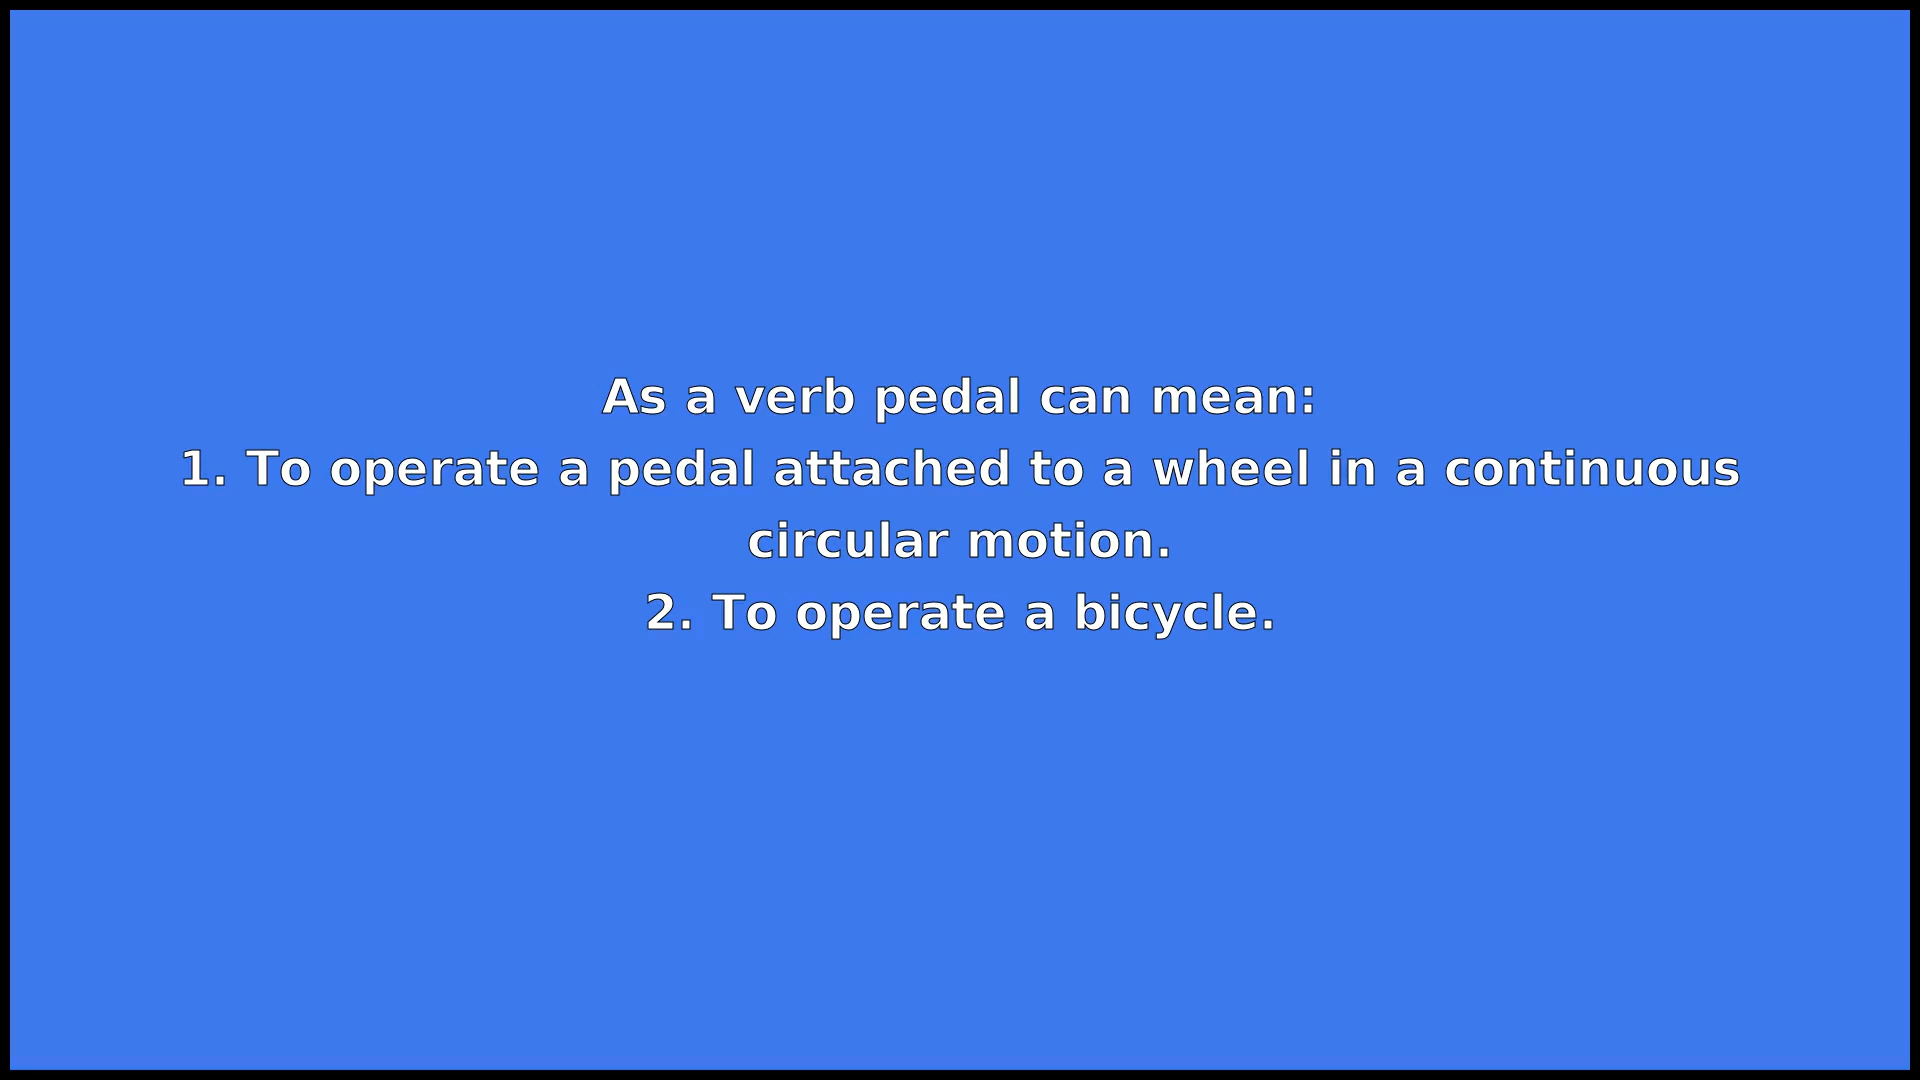 As a verb pedal can mean:
1. To operate a pedal attached to a wheel in a continuous
circular motion.
2. To operate a bicycle.